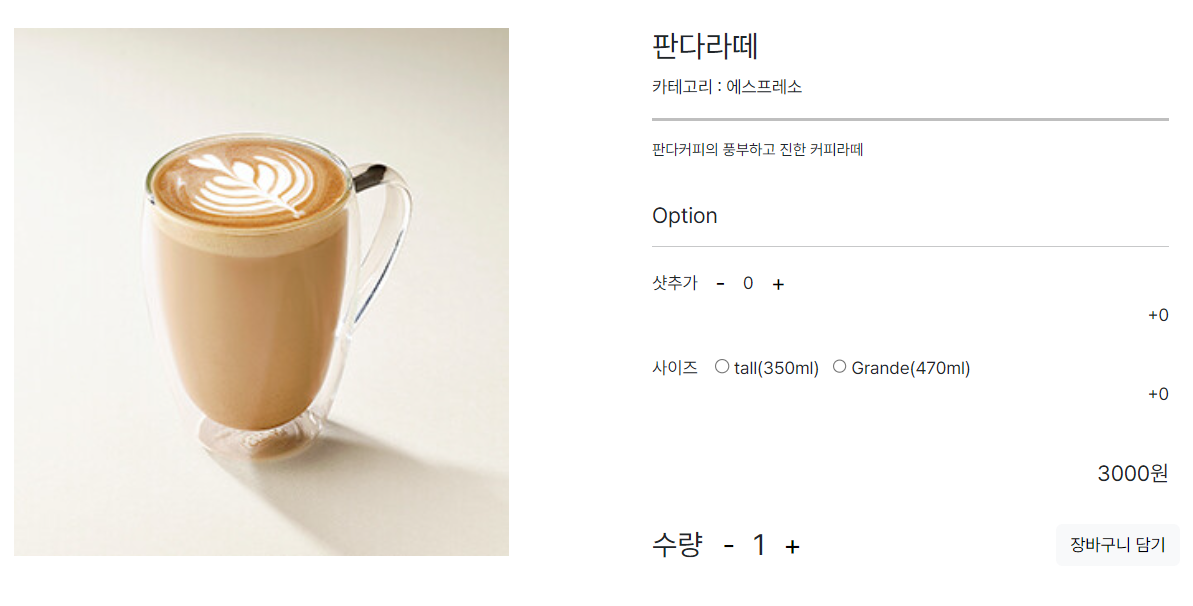 판다라떼
카테고리 : 에스프레소
판다커피의 풍부하고 진한 커피라떼
Option
샷추가 - 0 +
+0
사이즈 tall(350ml) Grande(470ml)
+0
3000원
수량 - 1 + 장바구니 담기